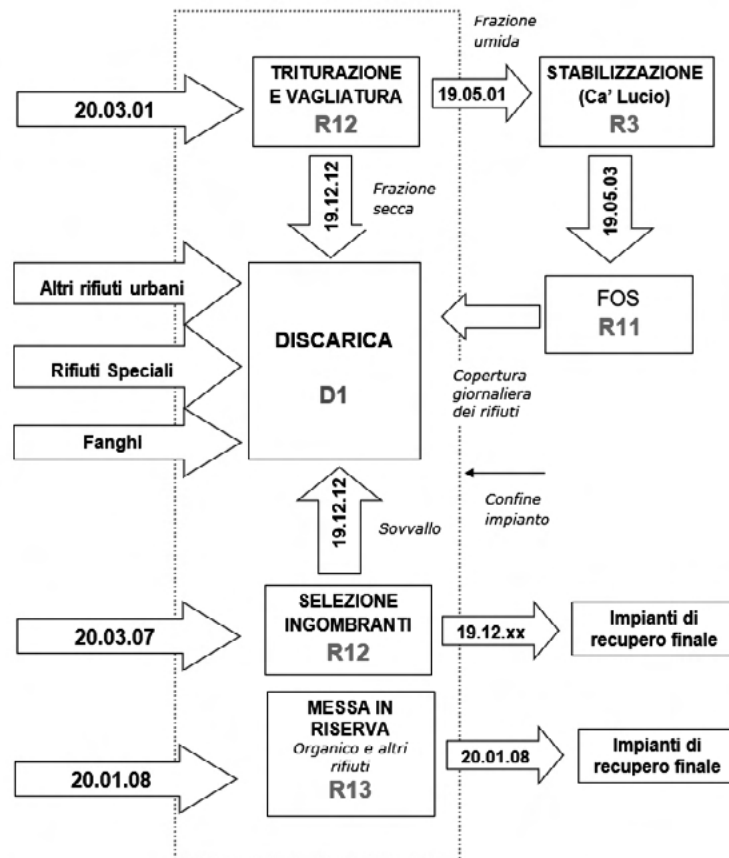 Frazione
umida
20.03.01
TRITURAZIONE
E VAGLIATURA
R12
19.05.01
STABILIZZAZIONE
(Ca' Lucio)
R3
19.12.12
Frazione
secca
19.05.03
Altri rifiuti urbani
Rifiuti Speciali
Fanghi
DISCARICA
D1
FOS
R11
Copertura
giornaliera
dei rifiuti
Confine
impianto
19.12.12
Sovvallo
20.03.07
SELEZIONE
INGOMBRANTI
R12
19.12.xx
Impianti di
recupero finale
20.01.08
MESSA IN
RISERVA
Organico e altri
rifiuti
R13
20.01.08
Impianti di
recupero finale